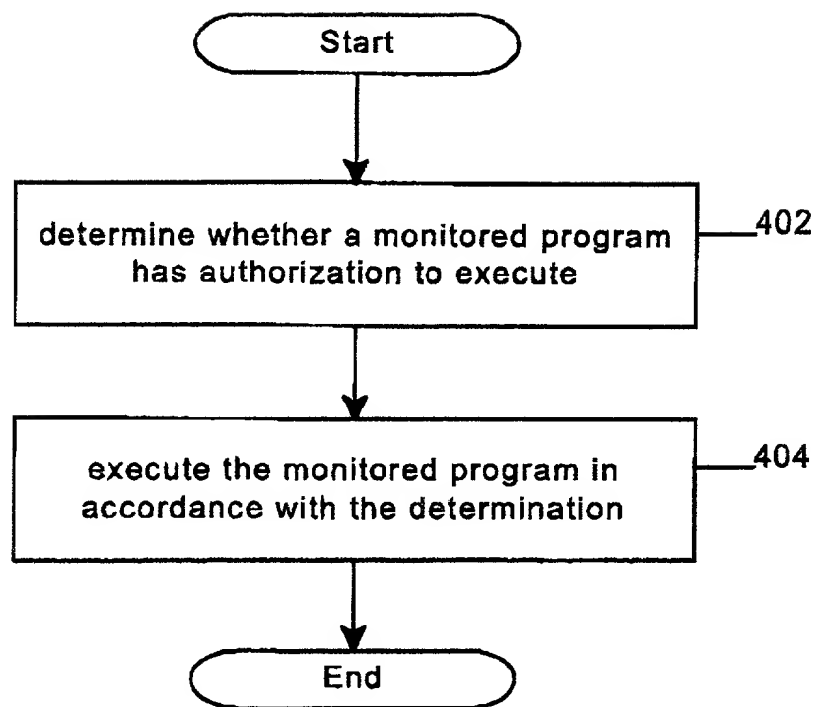 Start
determine whether a monitored program
has authorization to execute
402
execute the monitored program in
accordance with the determination
404
End